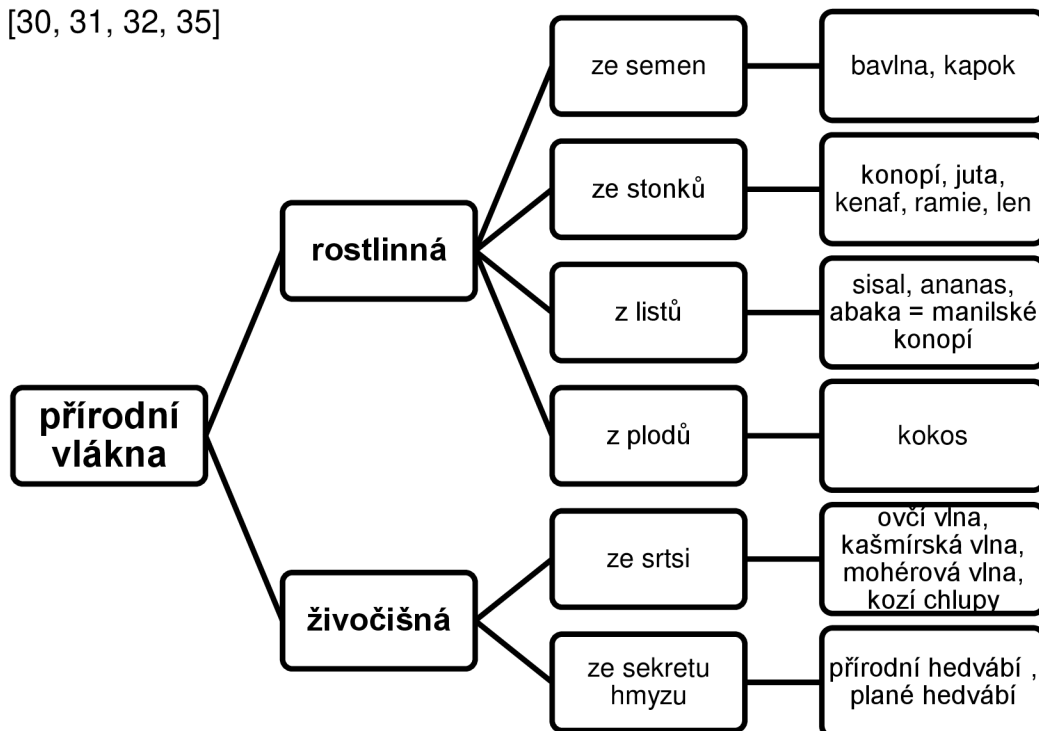 [30, 31, 32, 35]
ze semen
bavlna, kapok
ze stonků
konopí, juta,
kenaf, ramie, len
rostlinná
z listů
sisal, ananas,
abaka = manilské
konopí
přírodní
vlákna
z plodů
kokos
ze srtsi
ovčí vlna,
kašmírská vlna,
mohérová vlna,
kozí chlupy
živočišná
ze sekretu
hmyzu
přírodní hedvábí ,
plané hedvábí